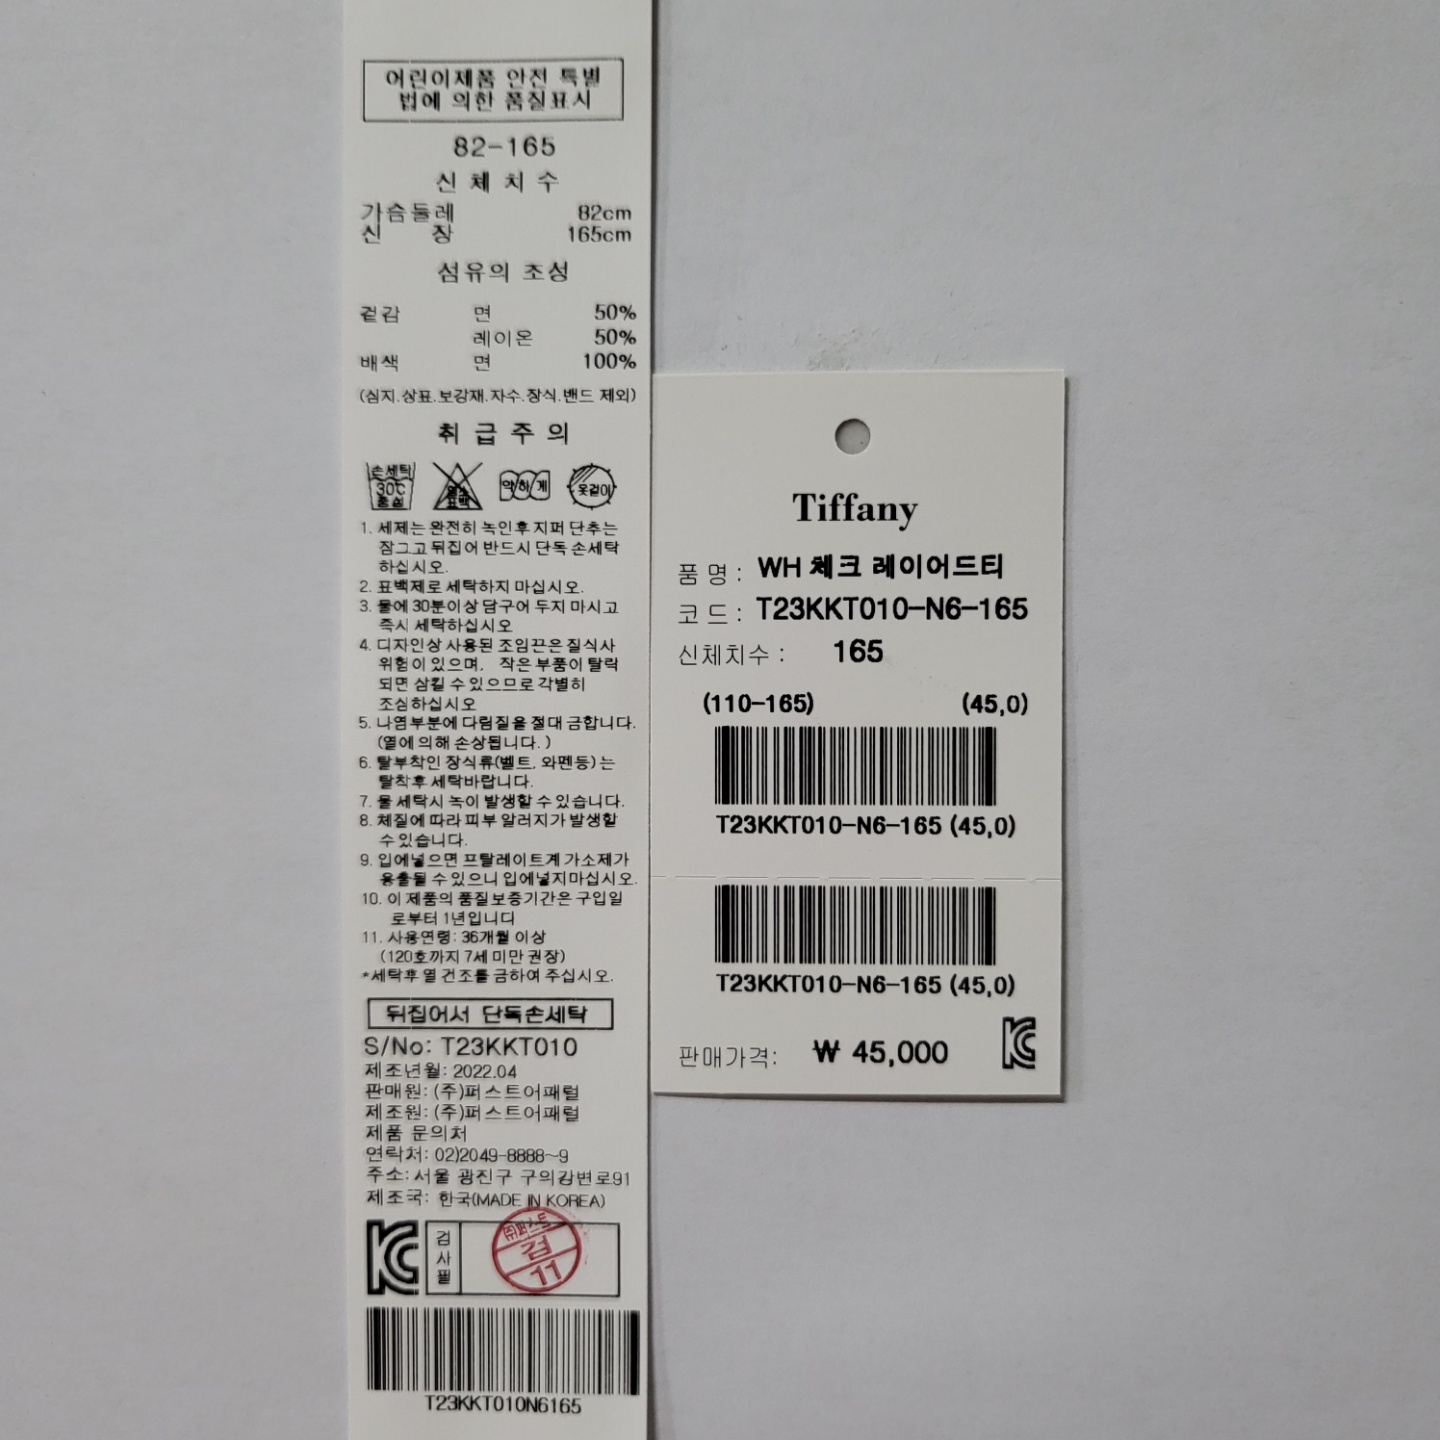 어린이제품 안전 특별
법에 의한 품질표시
82-165
신 체 치 수
가슴둘레 82cm
신 장 165cm
섬유의 조성
겉감 면 50%
레이온 50%
배색 면 100%
(심지.상표.보강재.자수.장식.밴드 제외)
취 급 주 의
손세탁
30℃
중성
염소
표백
약하게
옷걸이
1. 세제는 완전히 녹인후 지퍼 단추는
잠그고 뒤집어 반드시 단독 손세탁
하십시오.
2. 표백제로 세탁하지 마십시오.
3. 물에 30분이상 담구어 두지 마시고
즉시 세탁하십시오
4. 디자인상 사용된 조임끈은 질식사
위험이 있으며, 작은 부품이 탈락
되면 삼킬 수 있으므로 각별히
조심하십시오
5. 나염부분에 다림질을 절대 금합니다.
(열에 의해 손상됩니다. )
6. 탈부착인 장식류(벨트, 와펜등) 는
탈착후 세탁바랍니다.
7. 물 세탁시 녹이 발생할 수 있습니다.
8. 체질에 따라 피부 알러지가 발생할
수 있습니다.
9. 입에넣으면 프탈레이트계 가소제가
용출될 수 있으니 입에넣지마십시오.
10. 이 제품의 품질보증기간은 구입일
로부터 1년입니다
11. 사용연령: 36개월 이상
(120호까지 7세 미만 권장)
*세탁후 열 건조를 금하여 주십시오.
뒤집어서 단독손세탁
S/No: T23KKT010
제조년월: 2022.04
판매원: (주)퍼스트어패럴
제조원: (주)퍼스트어패럴
제품 문의처
연락처: 02)2049-8888~9
주소: 서울 광진구 구의강변로91
제조국: 한국(MADE IN KOREA)
KC
검사필
㈜퍼스트
검
11
T23KKT010N6165
Tiffany
품 명 : WH 체크 레이어드티
코 드 : T23KKT010-N6-165
신체치수 : 165
(110-165) (45,0)
T23KKT010-N6-165 (45,0)
T23KKT010-N6-165 (45,0)
판매가격: ₩ 45,000
KC